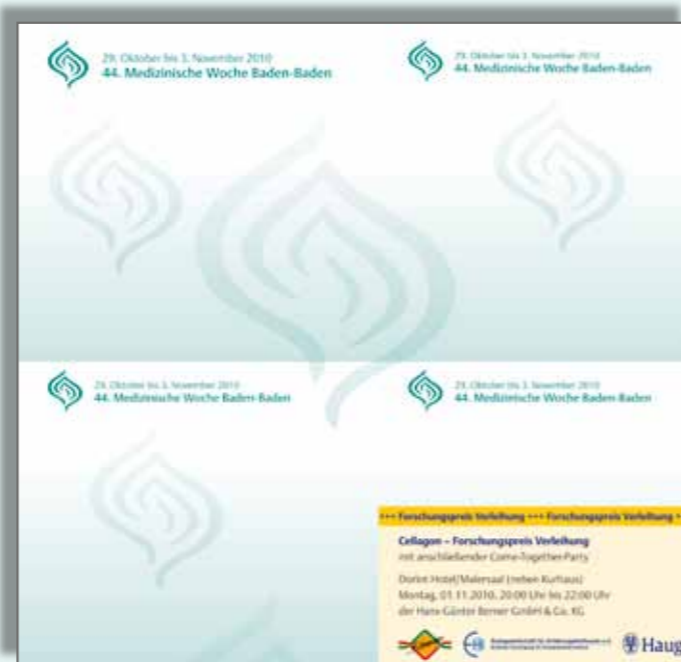 29. Oktober bis 3. November 2010
44. Medizinische Woche Baden-Baden
29. Oktober bis 3. November 2010
44. Medizinische Woche Baden-Baden
29. Oktober bis 3. November 2010
44. Medizinische Woche Baden-Baden
29. Oktober bis 3. November 2010
44. Medizinische Woche Baden-Baden
+++ Forschungspreis Verleihung +++ Forschungspreis Verleihung +
Cellagon – Forschungspreis Verleihung
mit anschließender Come-Together-Party
Dorint Hotel/Malersaal (neben Kurhaus)
Montag, 01.11.2010, 20:00 Uhr bis 22:00 Uhr
der Hans-Günter Berner GmbH & Co. KG
Haug